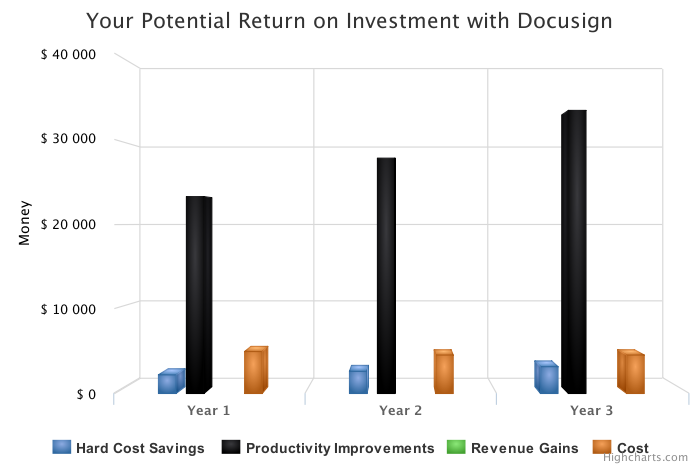 Your Potential Return on Investment with Docusign
$ 40 000
$ 30 000
$ 20 000
$ 10 000
$ 0
Money
Year 1
Year 2
Year 3
Hard Cost Savings
Productivity Improvements
Revenue Gains
Cost
Highcharts.com